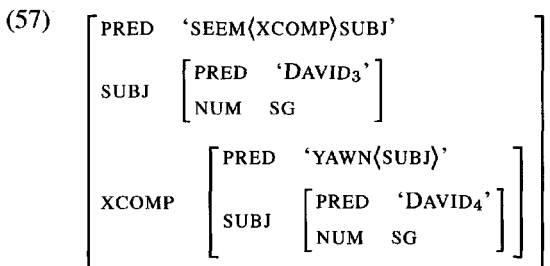 (57)
PRED ‘SEEM⟨XCOMP⟩SUBJ’
SUBJ
PRED ‘DAVID₃’
NUM SG
XCOMP
PRED ‘YAWN⟨SUBJ⟩’
SUBJ
PRED ‘DAVID₄’
NUM SG